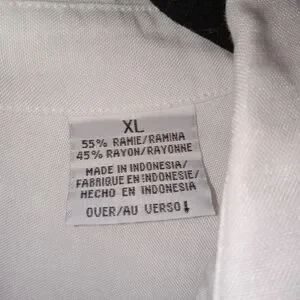 XL
55% RAMIE/RAMINA
45% RAYON/RAYONNE
MADE IN INDONESIA/
FABRIQUE EN INDONESIE/
HECHO EN INDONESIA
OVER/AU VERSO↓